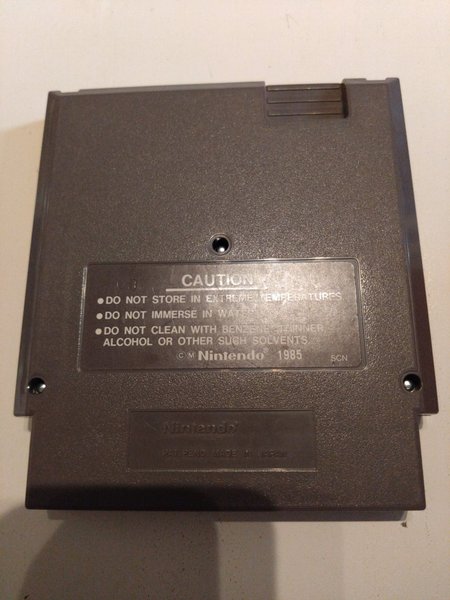 CAUTION
● DO NOT STORE IN EXTREME TEMPERATURES
● DO NOT IMMERSE IN WATER
● DO NOT CLEAN WITH BENZENE, THINNER,
ALCOHOL OR OTHER SUCH SOLVENTS.
© M Nintendo 1985 SCN
Nintendo
MADE IN JAPAN